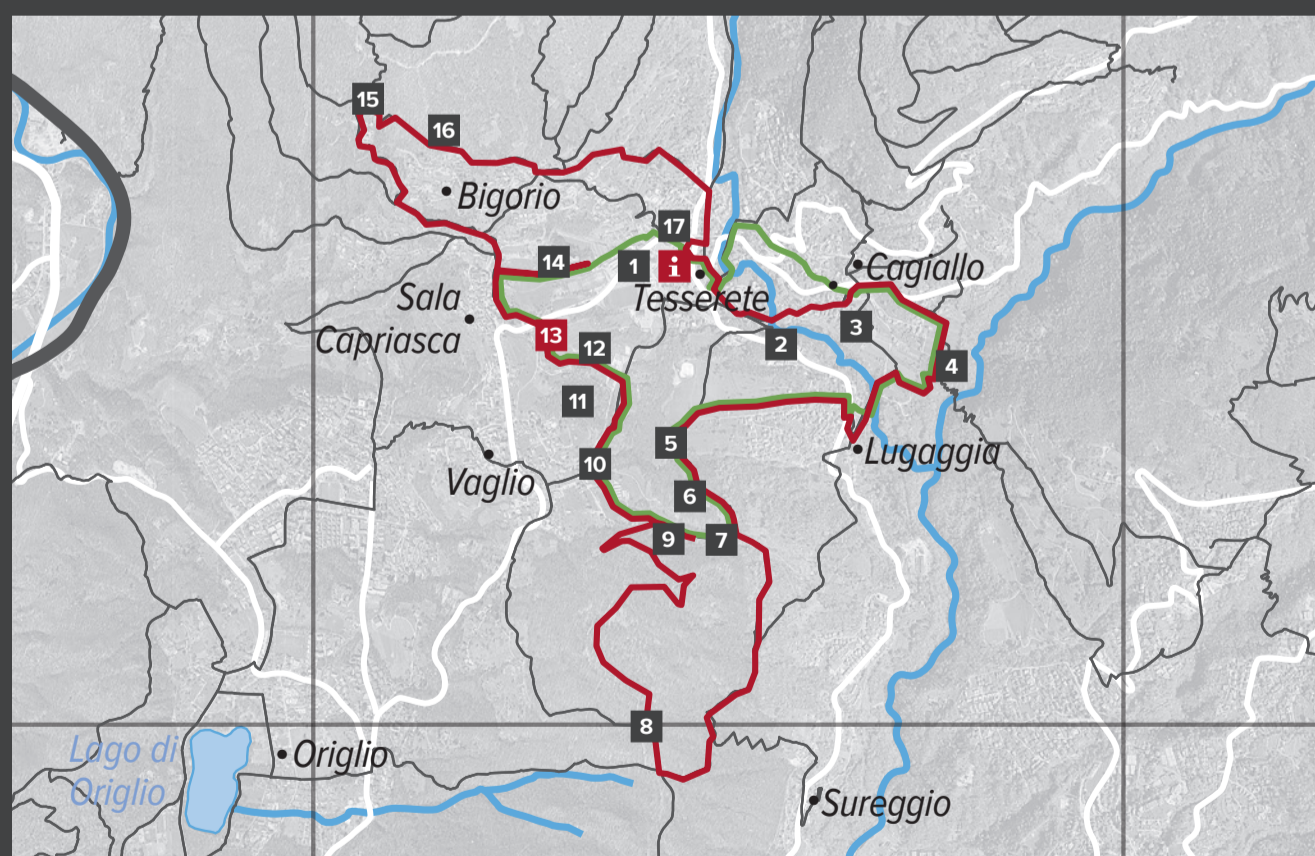 15
16
Bigorio
17
14
1
i
Cagiallo
Tesserete
Sala
Capriasca
13
12
2
3
4
11
5
Lugaggia
10
Vaglio
6
9
7
8
Lago di
Origlio
Origlio
Sureggio